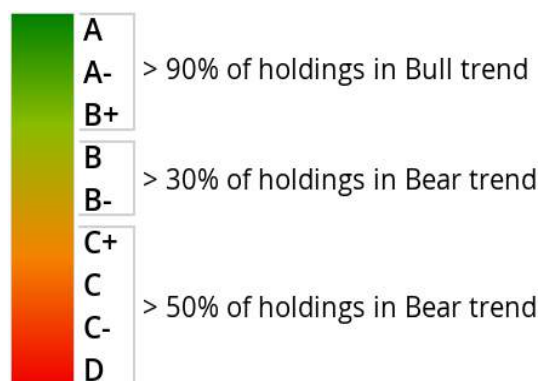 A
A-
> 90% of holdings in Bull trend
B+
B
> 30% of holdings in Bear trend
B-
C+
C
> 50% of holdings in Bear trend
C-
D